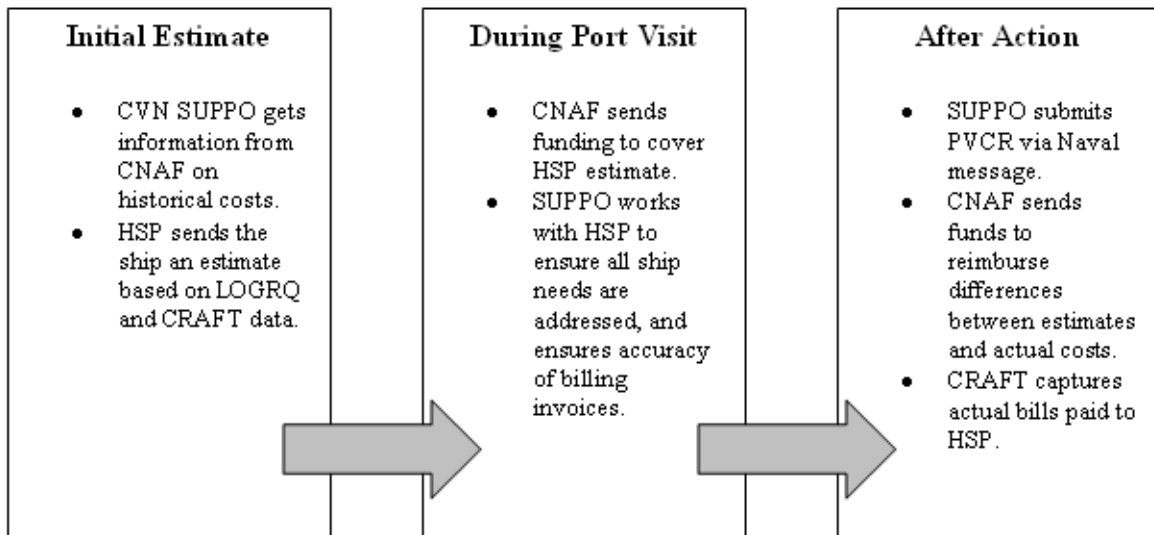 Initial Estimate
● CVN SUPPO gets
information from
CNAF on
historical costs.
● HSP sends the
ship an estimate
based on LOGRQ
and CRAFT data.
During Port Visit
● CNAF sends
funding to cover
HSP estimate.
● SUPPO works
with HSP to
ensure all ship
needs are
addressed, and
ensures accuracy
of billing
invoices.
After Action
● SUPPO submits
PVCR via Naval
message.
● CNAF sends
funds to
reimburse
differences
between estimates
and actual costs.
● CRAFT captures
actual bills paid to
HSP.